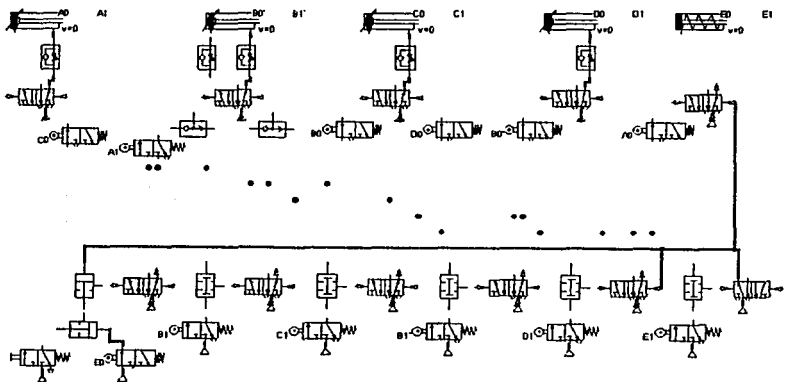 A0 A1 B0' B1' C0 C1 D0 D1 E0 E1
v=0 v=0 v=0 v=0 v=0
C0 A1 B0 D0 B0 A0
B1 C1 B1 D1 E1
E0